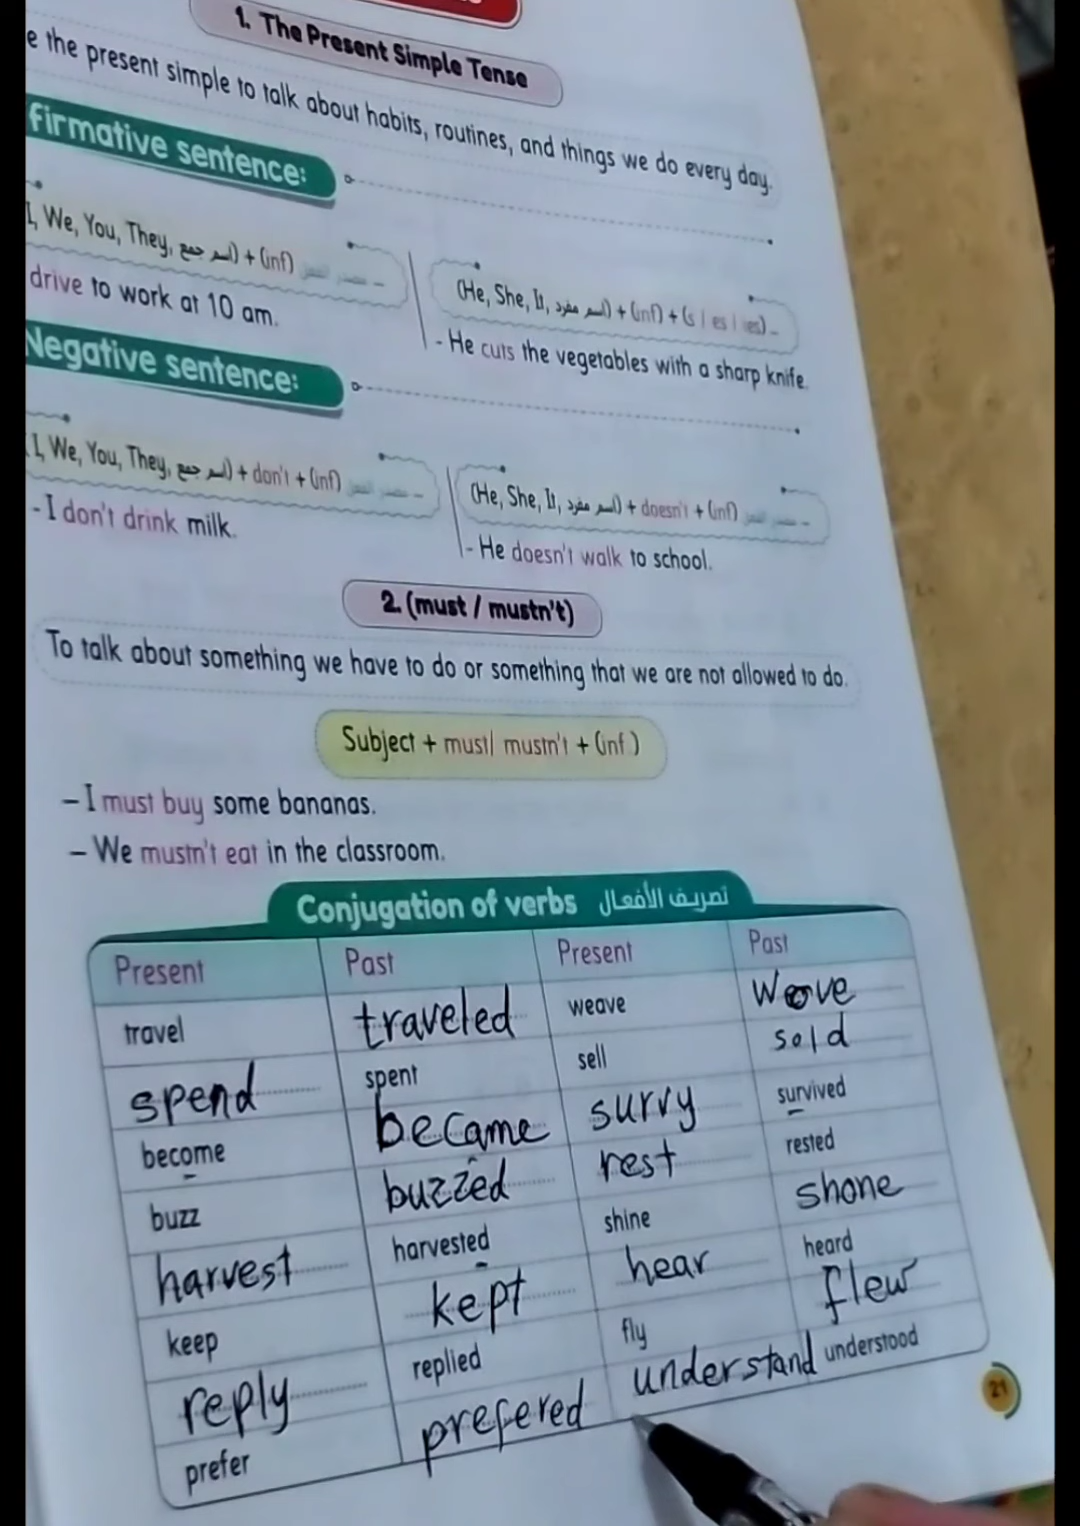 1. The Present Simple Tense
e the present simple to talk about habits, routines, and things we do every day.
firmative sentence:
I, We, You, They, اسم جمع) + (inf)
(He, She, It, اسم مفرد) + (inf) + (s / es / ies)
drive to work at 10 am.
- He cuts the vegetables with a sharp knife.
Negative sentence:
I, We, You, They, اسم جمع) + don't + (inf)
(He, She, It, اسم مفرد) + doesn't + (inf)
- I don't drink milk.
- He doesn't walk to school.
2. (must / mustn't)
To talk about something we have to do or something that we are not allowed to do.
Subject + must/ mustn't + (inf.)
– I must buy some bananas.
– We mustn't eat in the classroom.
Conjugation of verbs تصريف الأفعال
Present Past Present Past
travel traveled weave wove
spend spent sell sold
become became survy survived
buzz buzzed rest rested
harvest harvested shine shone
keep kept hear heard
reply replied fly flew
prefer prefered understand understood
21